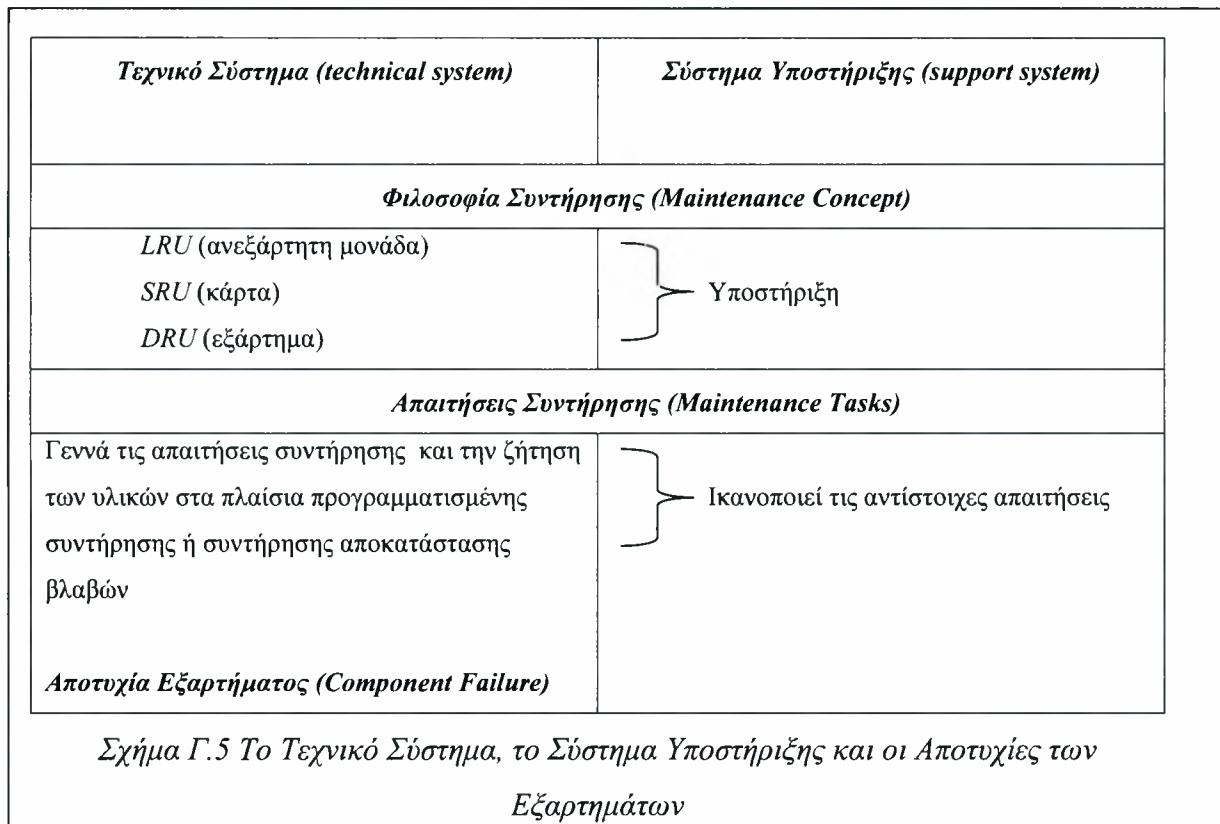 Τεχνικό Σύστημα (technical system)
Σύστημα Υποστήριξης (support system)
Φιλοσοφία Συντήρησης (Maintenance Concept)
LRU (ανεξάρτητη μονάδα)
SRU (κάρτα)
DRU (εξάρτημα)
Υποστήριξη
Απαιτήσεις Συντήρησης (Maintenance Tasks)
Γεννά τις απαιτήσεις συντήρησης και την ζήτηση
των υλικών στα πλαίσια προγραμματισμένης
συντήρησης ή συντήρησης αποκατάστασης
βλαβών
Ικανοποιεί τις αντίστοιχες απαιτήσεις
Αποτυχία Εξαρτήματος (Component Failure)
Σχήμα Γ.5 Το Τεχνικό Σύστημα, το Σύστημα Υποστήριξης και οι Αποτυχίες των
Εξαρτημάτων